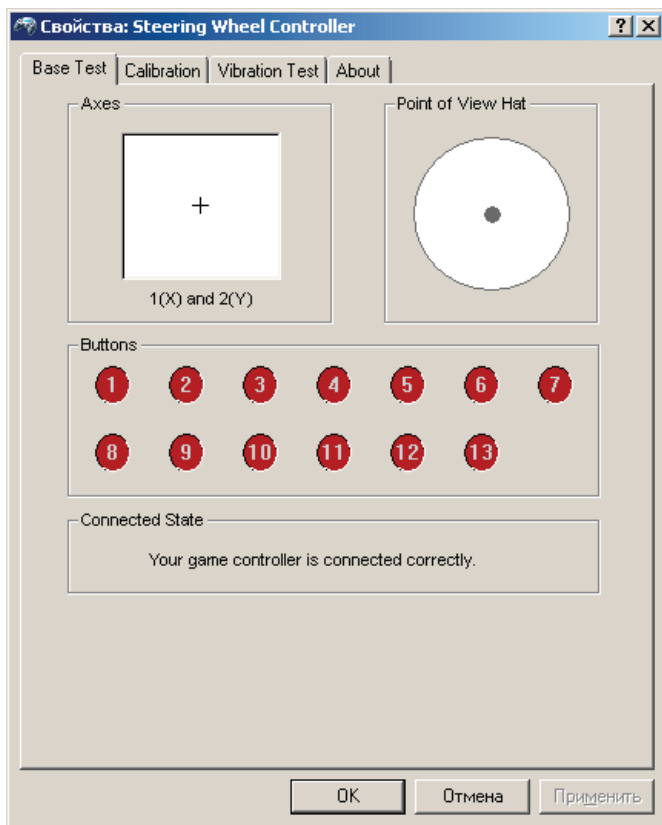 Свойства: Steering Wheel Controller
Base Test Calibration Vibration Test About
Axes Point of View Hat
1(X) and 2(Y)
Buttons
1 2 3 4 5 6 7
8 9 10 11 12 13
Connected State
Your game controller is connected correctly.
OK Отмена Применить